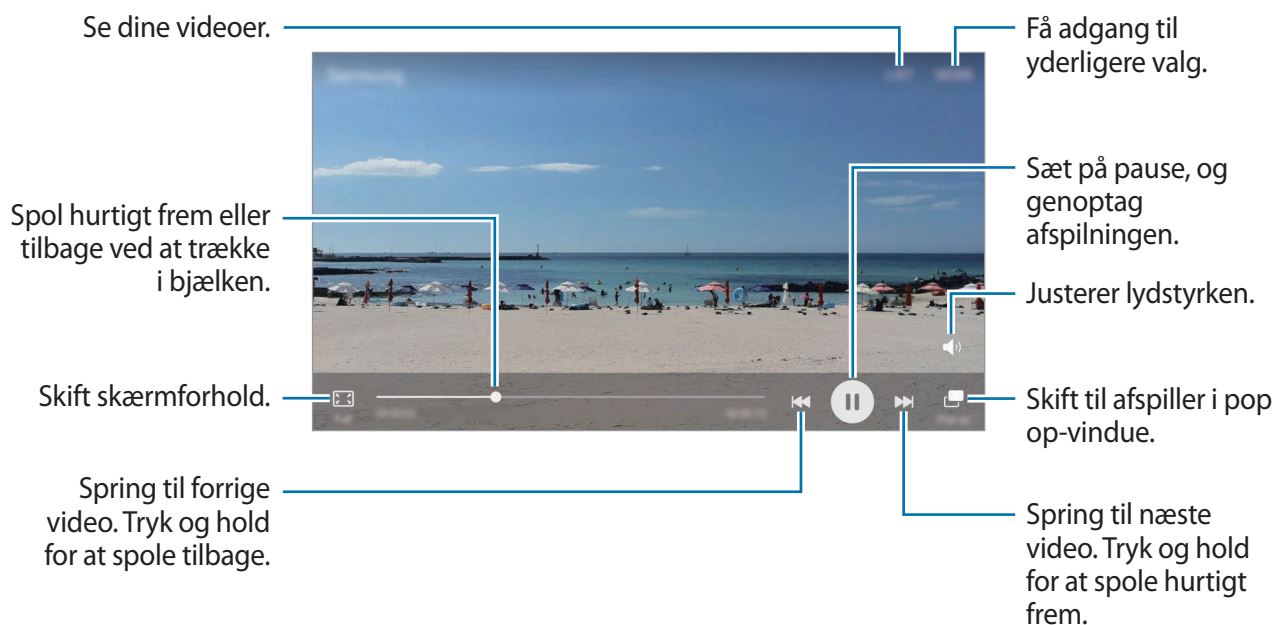 Se dine videoer.
Få adgang til
yderligere valg.
Spol hurtigt frem eller
tilbage ved at trække
i bjælken.
Sæt på pause, og
genoptag
afspilningen.
Justerer lydstyrken.
Skift skærmforhold.
Skift til afspiller i pop
op-vindue.
Spring til forrige
video. Tryk og hold
for at spole tilbage.
Spring til næste
video. Tryk og hold
for at spole hurtigt
frem.